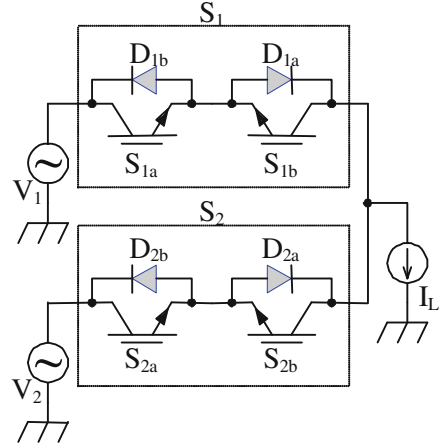 S1
D1b D1a
S1a S1b
V1
S2
D2b D2a
S2a S2b
V2
IL